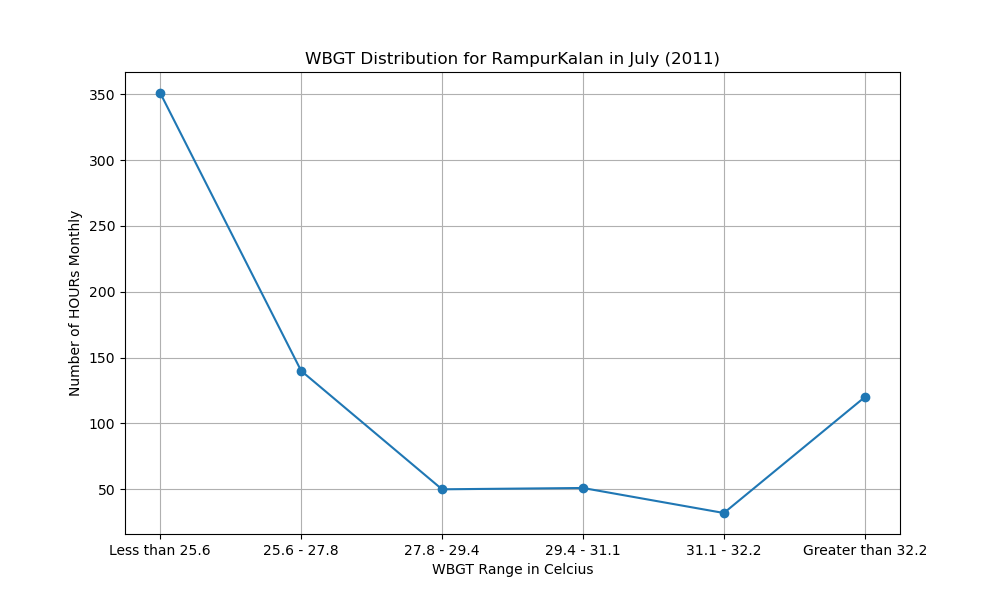 WBGT Distribution for RampurKalan in July (2011)
Number of HOURs Monthly
350
300
250
200
150
100
50
Less than 25.6
25.6 - 27.8
27.8 - 29.4
29.4 - 31.1
31.1 - 32.2
Greater than 32.2
WBGT Range in Celcius